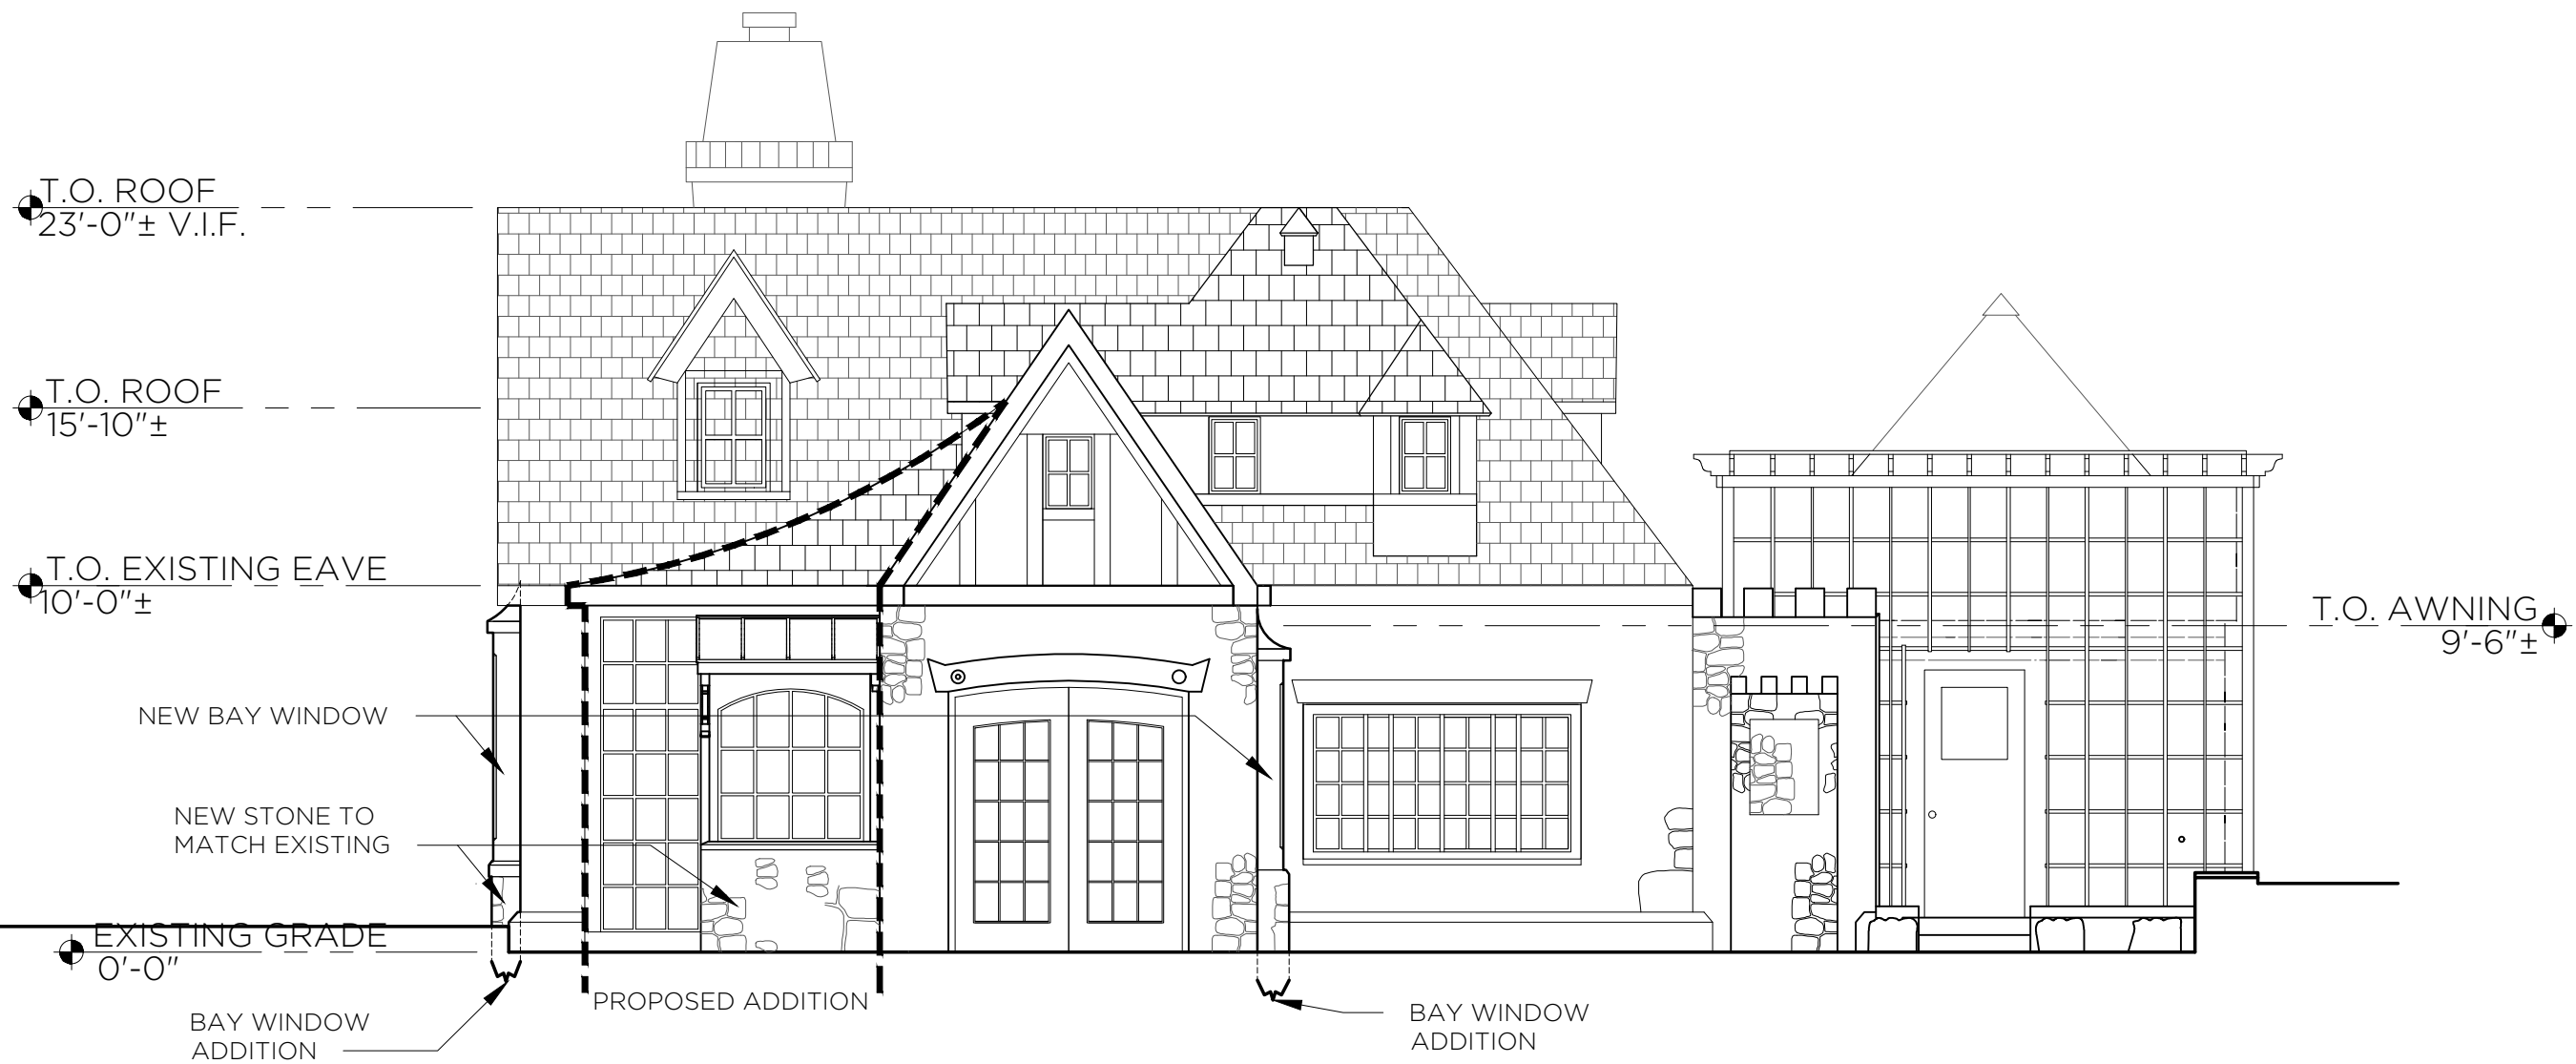 T.O. ROOF
23'-0"± V.I.F.
T.O. ROOF
15'-10"±
T.O. EXISTING EAVE
10'-0"±
T.O. AWNING
9'-6"±
NEW BAY WINDOW
NEW STONE TO
MATCH EXISTING
EXISTING GRADE
0'-0"
PROPOSED ADDITION
BAY WINDOW
ADDITION
BAY WINDOW
ADDITION